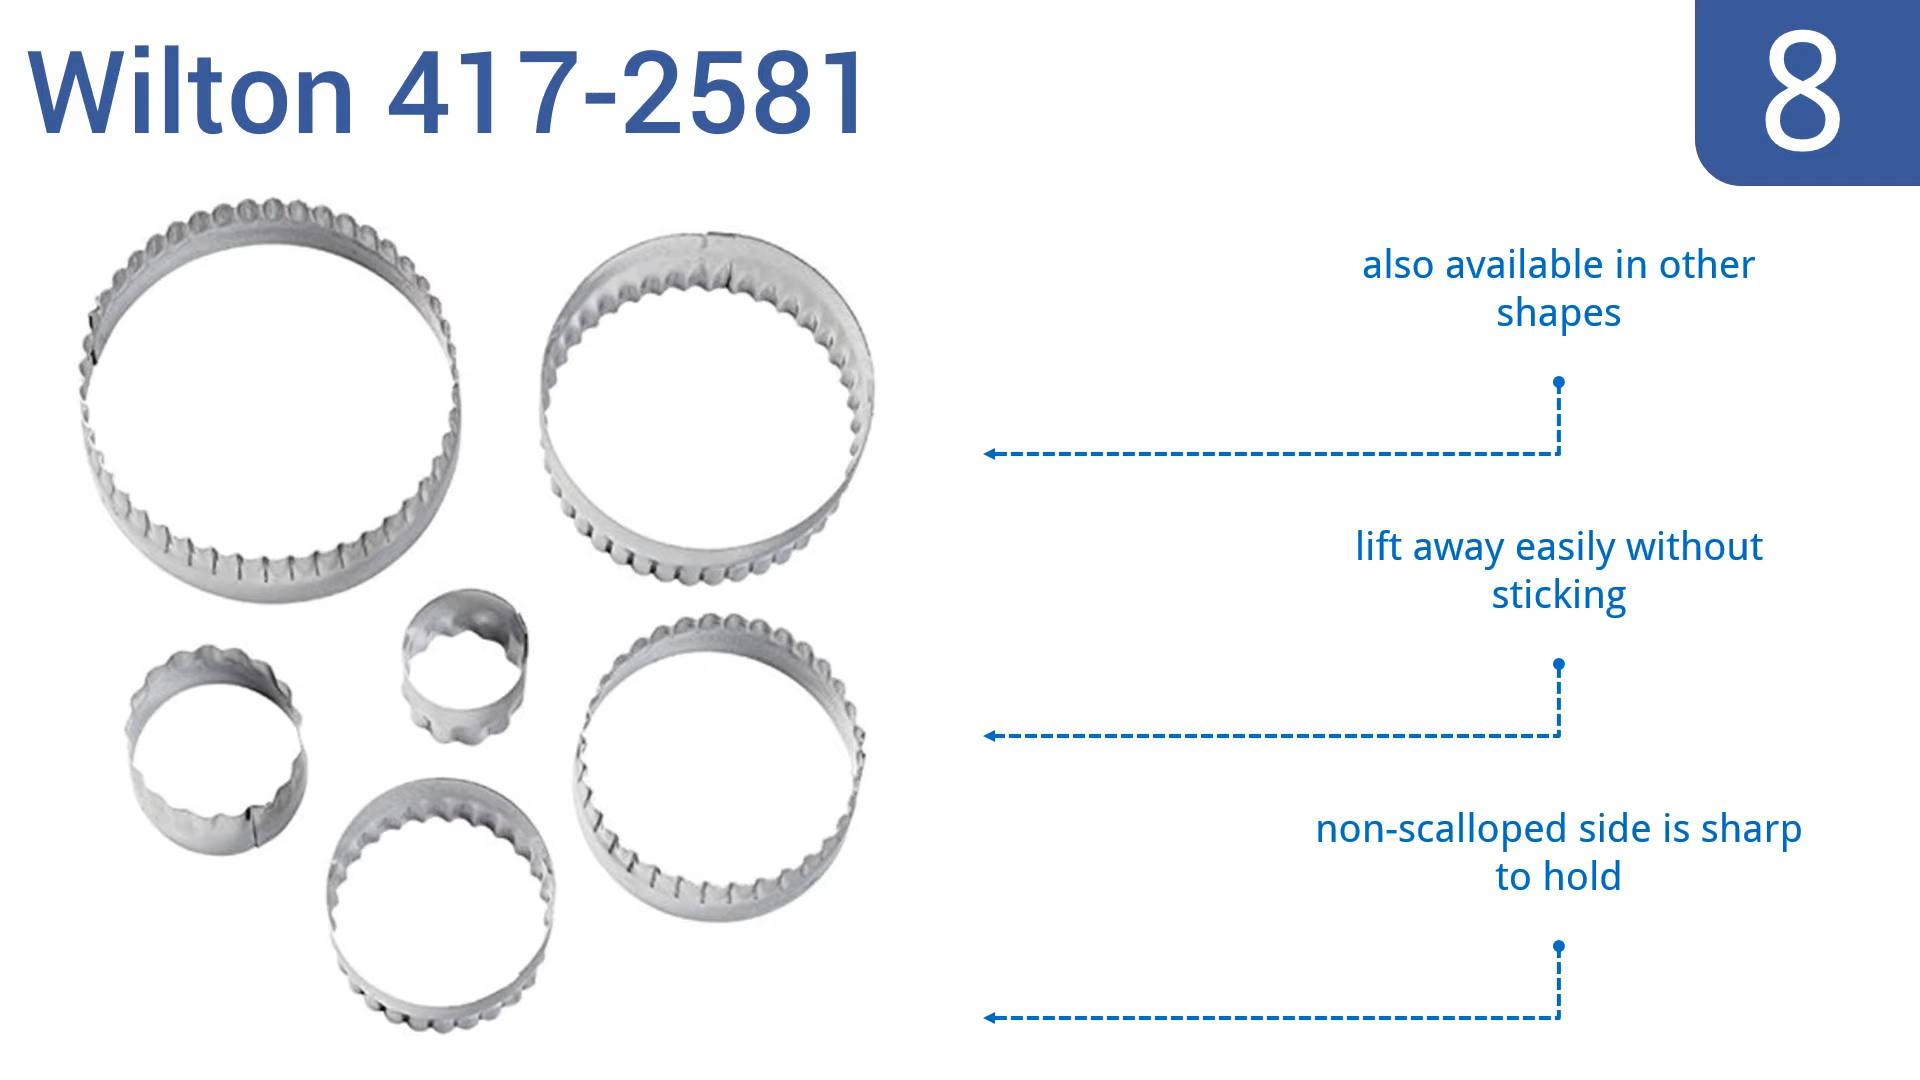 Wilton 417-2581
8
also available in other
shapes
lift away easily without
sticking
non-scalloped side is sharp
to hold